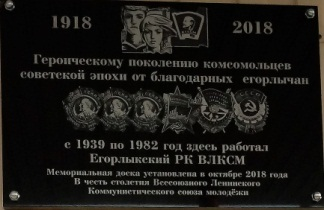 1918 2018
Героическому поколению комсомольцев
советской эпохи от благодарных егорлычан
с 1939 по 1982 год здесь работал
Егорлыкский РК ВЛКСМ
Мемориальная доска установлена в октябре 2018 года
В честь столетия Всесоюзного Ленинского
Коммунистического союза молодёжи